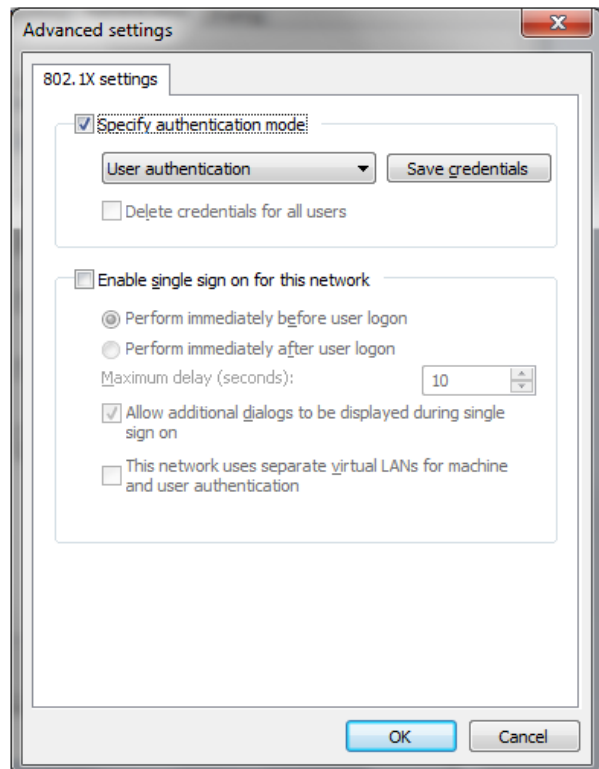 Advanced settings
802.1X settings
Specify authentication mode
User authentication
Save credentials
Delete credentials for all users
Enable single sign on for this network
Perform immediately before user logon
Perform immediately after user logon
Maximum delay (seconds):
10
Allow additional dialogs to be displayed during single
sign on
This network uses separate virtual LANs for machine
and user authentication
OK
Cancel